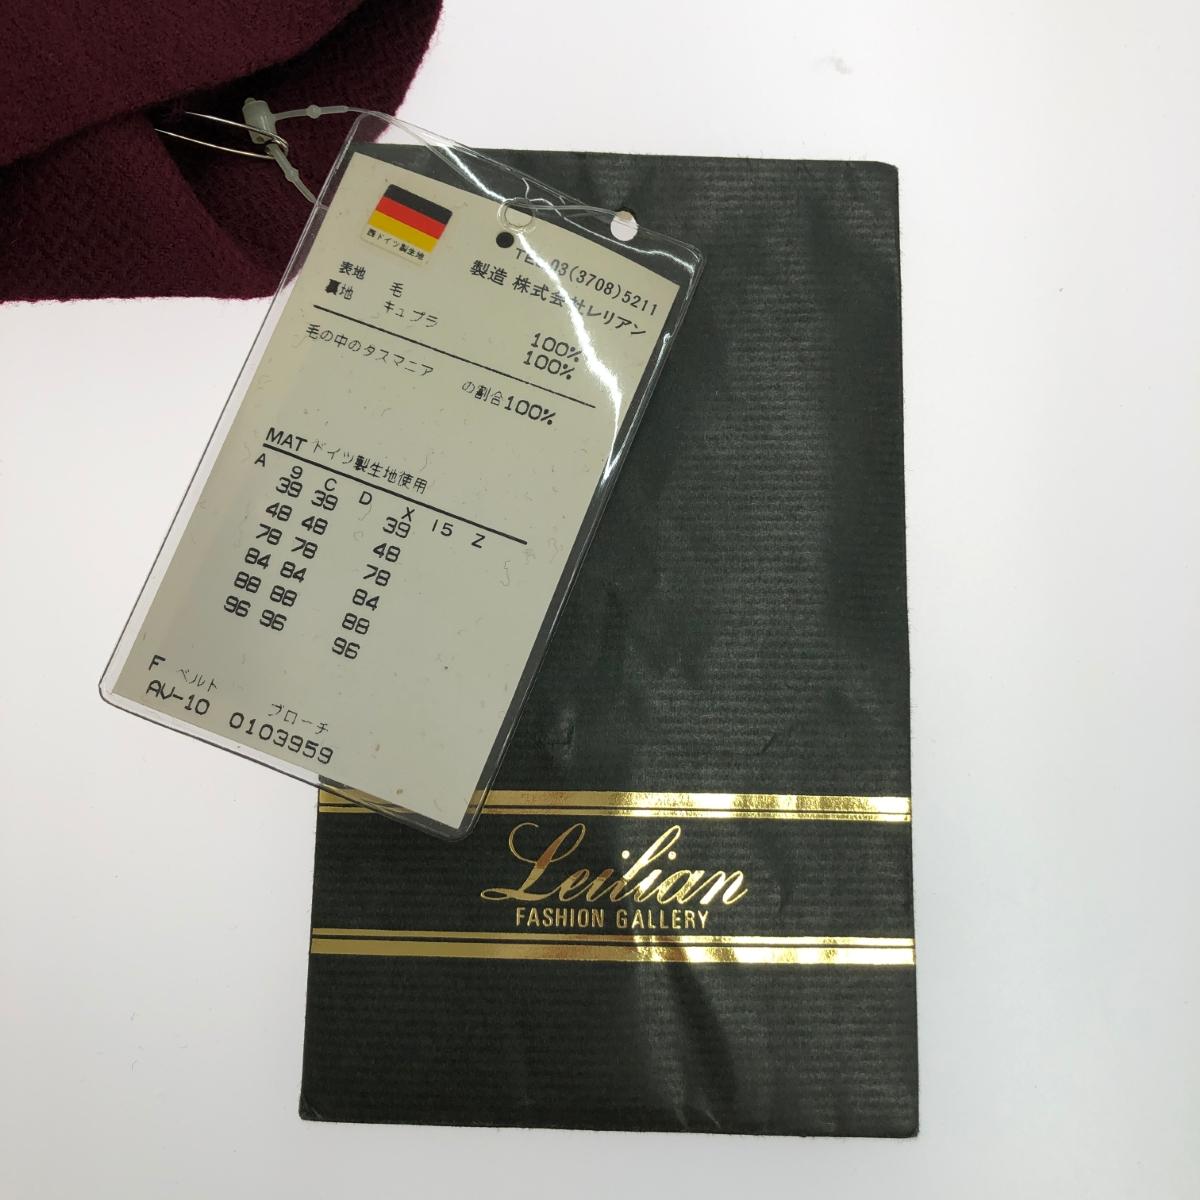 西ドイツ製生地
TEL 03(3708)5211
製造 株式会社レリアン
表地 毛 100%
裏地 キュプラ 100%
毛の中のタスマニア の割合100%
MAT ドイツ製生地使用
A 9 C D X 15 Z
39 39 39
48 48 48
78 78 78
84 84 84
88 88 88
96 96 96
F ベルト ブローチ
AV-10 0103959
Leilian
FASHION GALLERY